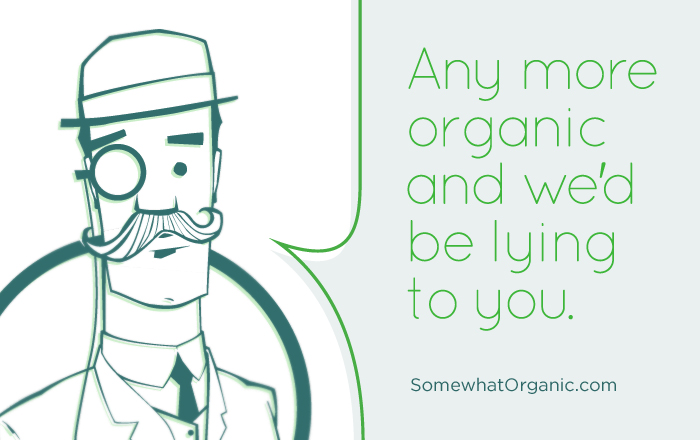 Any more
organic
and we'd
be lying
to you.
SomewhatOrganic.com